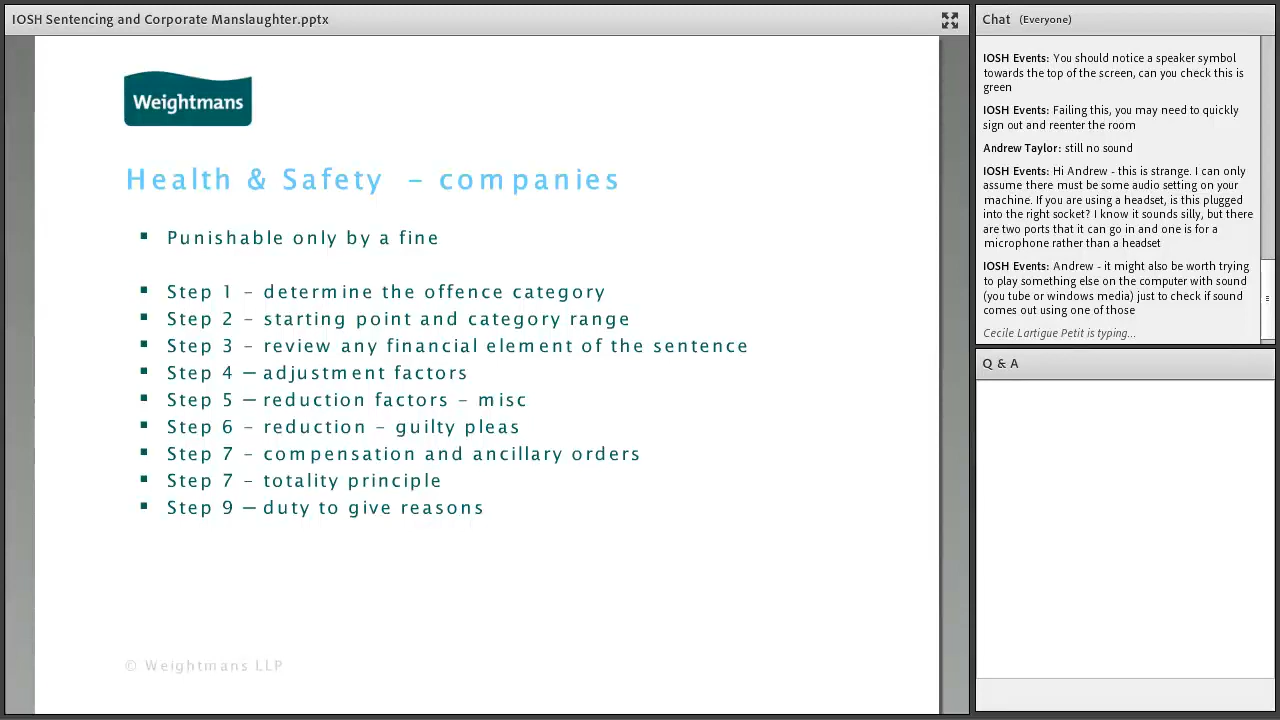 IOSH Sentencing and Corporate Manslaughter.pptx
Weightmans
Health & Safety – companies
▪ Punishable only by a fine
▪ Step 1 – determine the offence category
▪ Step 2 – starting point and category range
▪ Step 3 – review any financial element of the sentence
▪ Step 4 – adjustment factors
▪ Step 5 – reduction factors – misc
▪ Step 6 – reduction – guilty pleas
▪ Step 7 – compensation and ancillary orders
▪ Step 7 – totality principle
▪ Step 9 – duty to give reasons
© Weightmans LLP
Chat (Everyone)
IOSH Events: You should notice a speaker symbol
towards the top of the screen, can you check this is
green
IOSH Events: Failing this, you may need to quickly
sign out and reenter the room
Andrew Taylor: still no sound
IOSH Events: Hi Andrew - this is strange. I can only
assume there must be some audio setting on your
machine. If you are using a headset, is this plugged
into the right socket? I know it sounds silly, but there
are two ports that it can go in and one is for a
microphone rather than a headset
IOSH Events: Andrew - it might also be worth trying
to play something else on the computer with sound
(you tube or windows media) just to check if sound
comes out using one of those
Cecile Lartigue Petit is typing...
Q & A